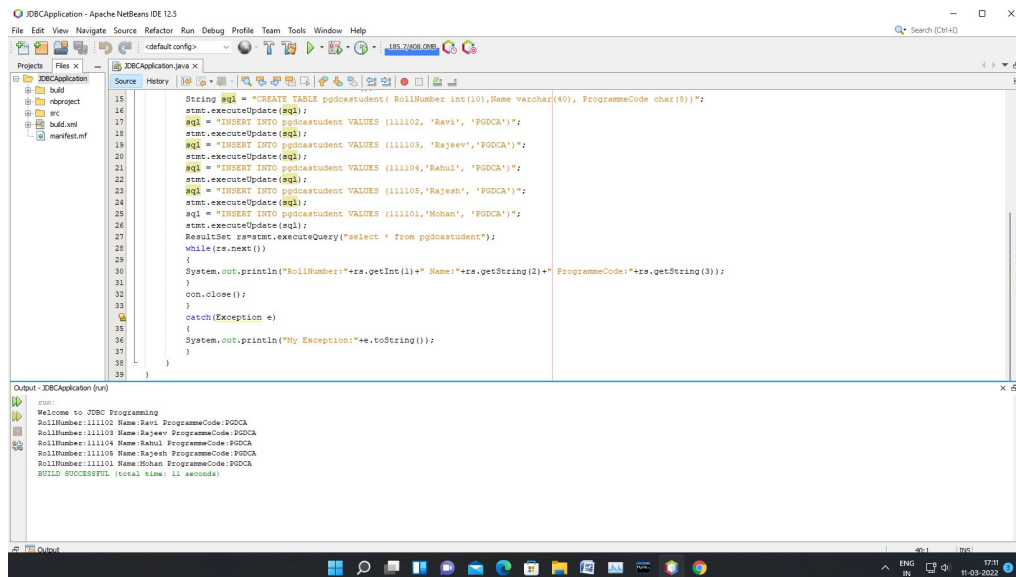 JDBCApplication - Apache NetBeans IDE 12.5
File Edit View Navigate Source Refactor Run Debug Profile Team Tools Window Help
Search (Ctrl+I)
<default config>
185.7/408.0MB
Projects Files ×
JDBCApplication.java ×
JDBCApplication
build
nbproject
src
build.xml
manifest.mf
Source History
15 String sql = "CREATE TABLE pgdcastudent( RollNumber int(10),Name varchar(40), ProgrammeCode char(8))";
16 stmt.executeUpdate(sql);
17 sql = "INSERT INTO pgdcastudent VALUES (111102, 'Ravi', 'PGDCA')";
18 stmt.executeUpdate(sql);
19 sql = "INSERT INTO pgdcastudent VALUES (111103, 'Rajeev','PGDCA')";
20 stmt.executeUpdate(sql);
21 sql = "INSERT INTO pgdcastudent VALUES (111104,'Rahul', 'PGDCA')";
22 stmt.executeUpdate(sql);
23 sql = "INSERT INTO pgdcastudent VALUES (111105,'Rajesh', 'PGDCA')";
24 stmt.executeUpdate(sql);
25 sql = "INSERT INTO pgdcastudent VALUES (111101,'Mohan', 'PGDCA')";
26 stmt.executeUpdate(sql);
27 ResultSet rs=stmt.executeQuery("select * from pgdcastudent");
28 while(rs.next())
29 {
30 System.out.println("RollNumber:"+rs.getInt(1)+" Name:"+rs.getString(2)+" ProgrammeCode:"+rs.getString(3));
31 }
32 con.close();
33 }
catch(Exception e)
35 {
36 System.out.println("My Exception:"+e.toString());
37 }
38 }
39 }
Output - JDBCApplication (run)
run:
Welcome to JDBC Programming
RollNumber:111102 Name:Ravi ProgrammeCode:PGDCA
RollNumber:111103 Name:Rajeev ProgrammeCode:PGDCA
RollNumber:111104 Name:Rahul ProgrammeCode:PGDCA
RollNumber:111105 Name:Rajesh ProgrammeCode:PGDCA
RollNumber:111101 Name:Mohan ProgrammeCode:PGDCA
BUILD SUCCESSFUL (total time: 11 seconds)
Output
40:1 INS
ENG 17:11
IN 11-03-2022 3